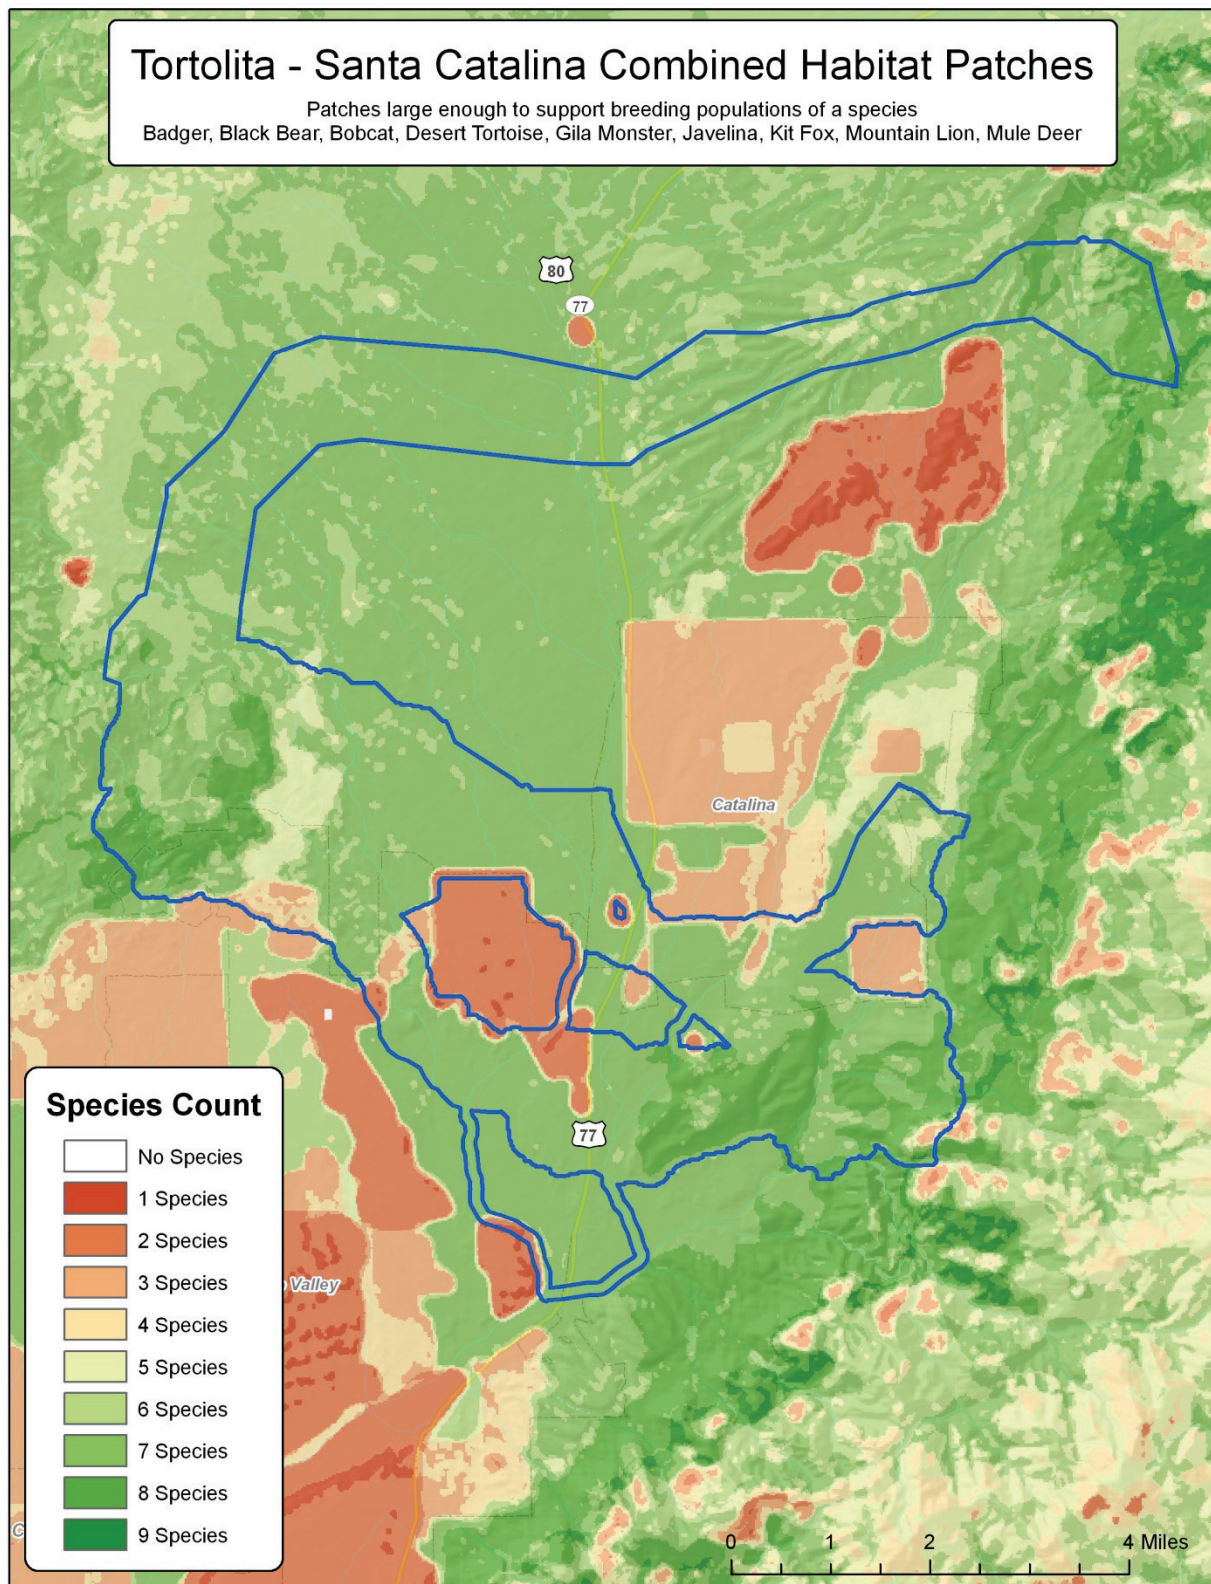 Tortolita - Santa Catalina Combined Habitat Patches
Patches large enough to support breeding populations of a species
Badger, Black Bear, Bobcat, Desert Tortoise, Gila Monster, Javelina, Kit Fox, Mountain Lion, Mule Deer
80
77
Catalina
77
Valley
Species Count
No Species
1 Species
2 Species
3 Species
4 Species
5 Species
6 Species
7 Species
8 Species
9 Species
C
0 1 2 4 Miles